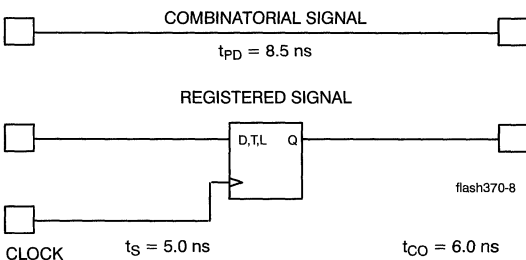 COMBINATORIAL SIGNAL
tPD = 8.5 ns
REGISTERED SIGNAL
D,T,L Q
flash370-8
CLOCK
tS = 5.0 ns
tCO = 6.0 ns